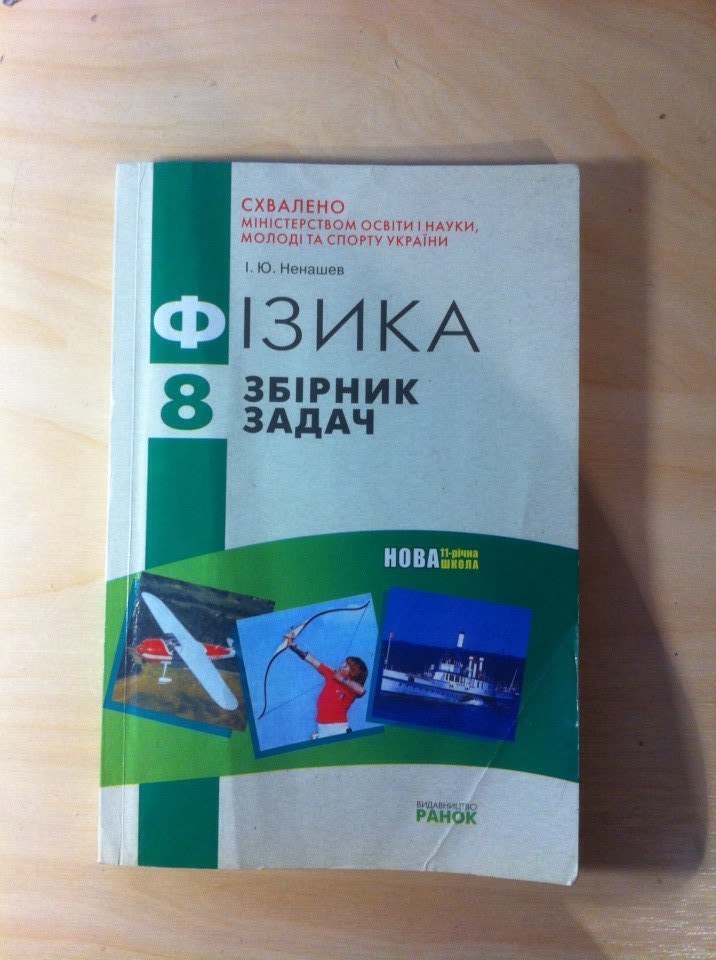 СХВАЛЕНО
МІНІСТЕРСТВОМ ОСВІТИ І НАУКИ,
МОЛОДІ ТА СПОРТУ УКРАЇНИ
І. Ю. Ненашев
ФІЗИКА
8 ЗБІРНИК
ЗАДАЧ
НОВА 11-річна
ШКОЛА
ВИДАВНИЦТВО
РАНОК